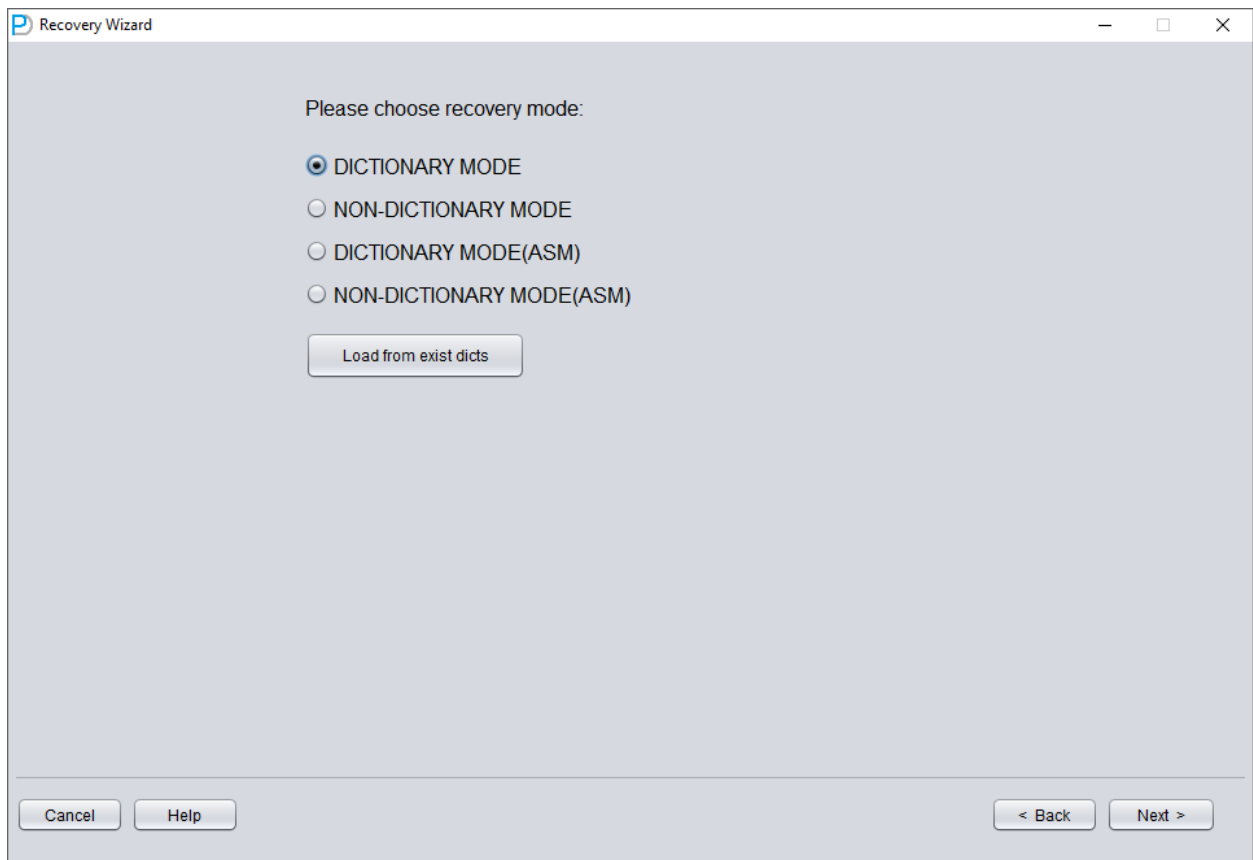 Recovery Wizard
Please choose recovery mode:
DICTIONARY MODE
NON-DICTIONARY MODE
DICTIONARY MODE(ASM)
NON-DICTIONARY MODE(ASM)
Load from exist dicts
Cancel Help < Back Next >